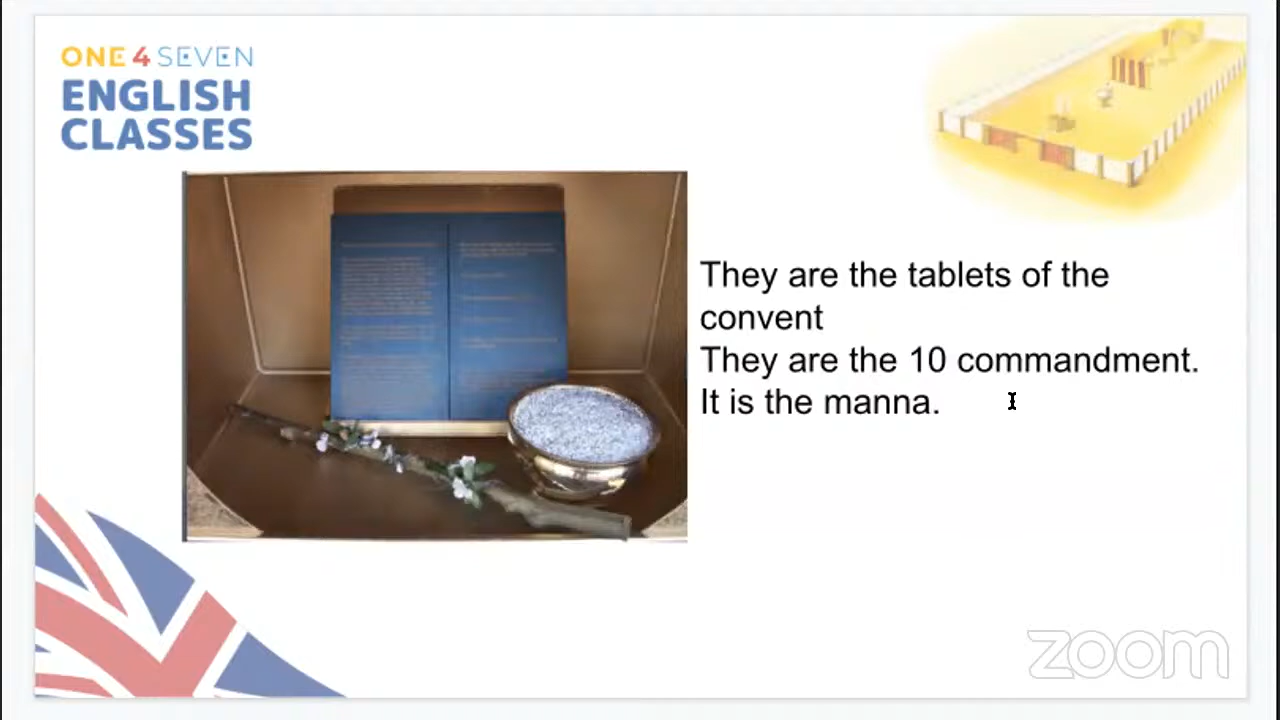 ONE 4 SEVEN
ENGLISH
CLASSES
They are the tablets of the
convent
They are the 10 commandment.
It is the manna.
zoom